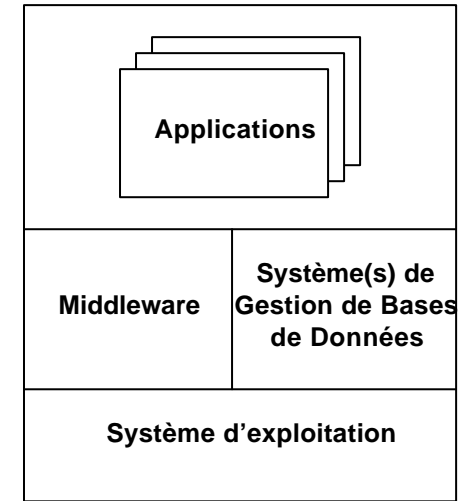 Applications
Middleware
Système(s) de
Gestion de Bases
de Données
Système d'exploitation